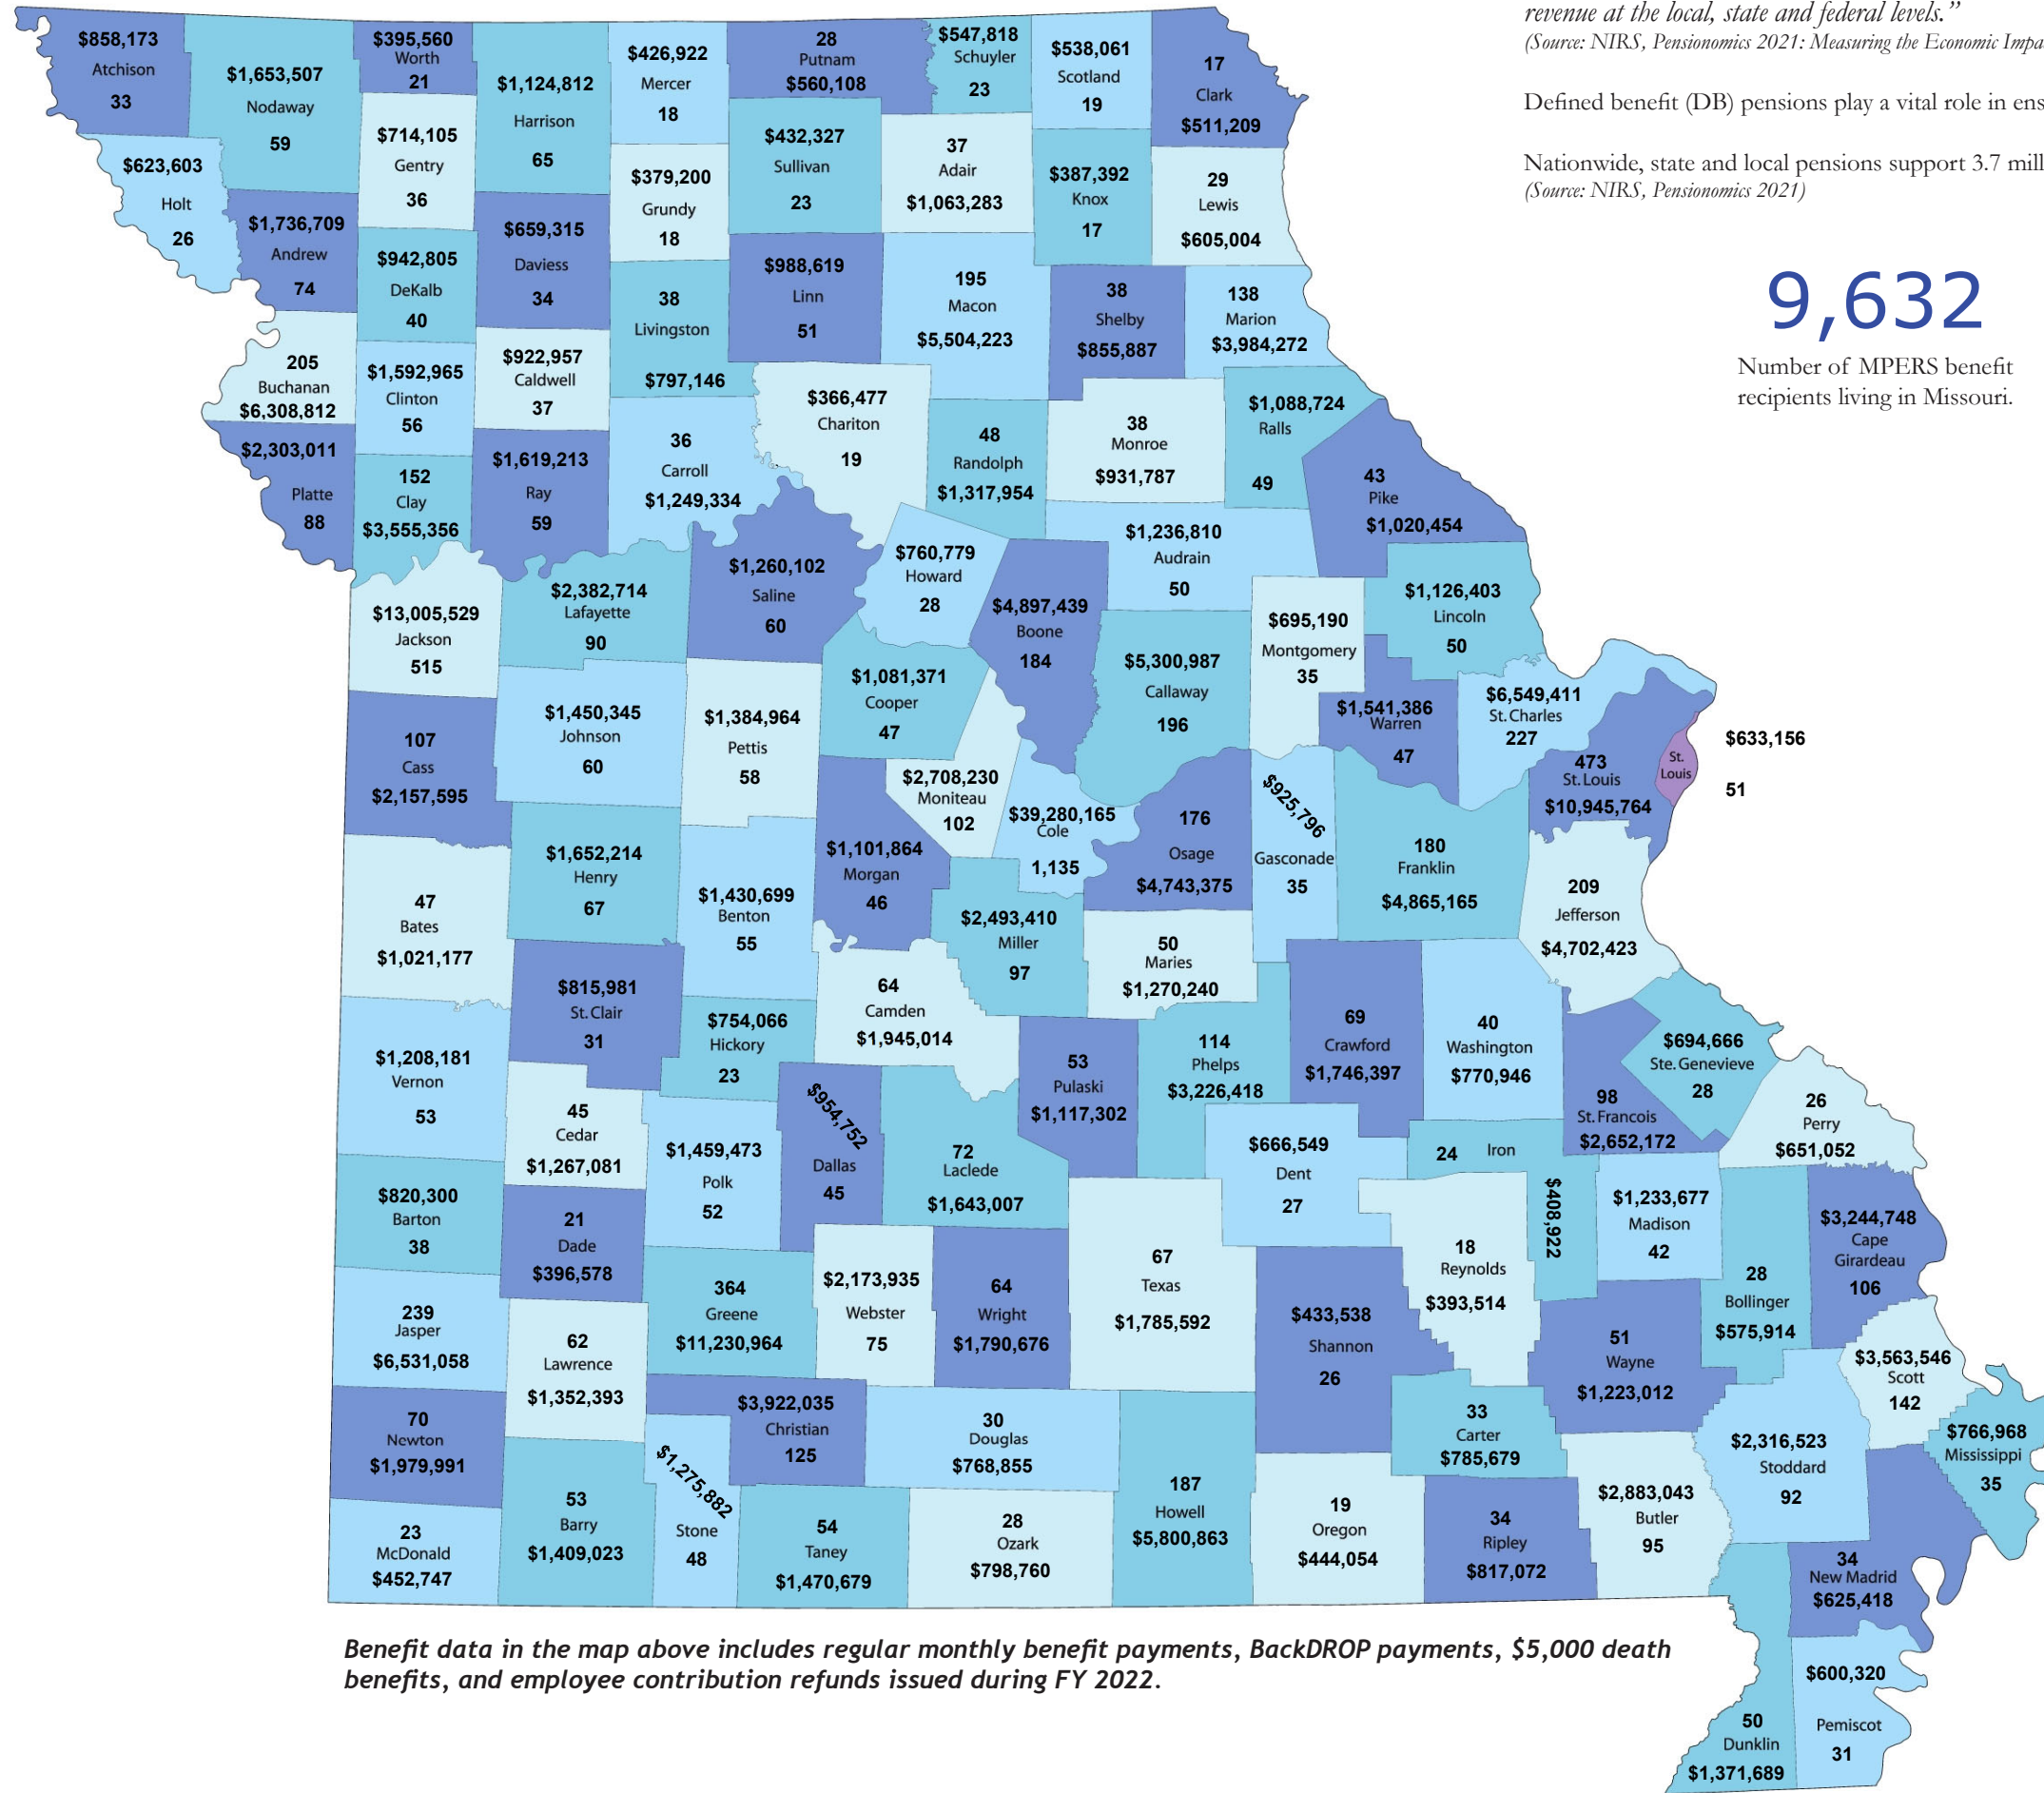 revenue at the local, state and federal levels.”
(Source: NIRS, Pensionomics 2021: Measuring the Economic Impa
Defined benefit (DB) pensions play a vital role in ens
Nationwide, state and local pensions support 3.7 mill
(Source: NIRS, Pensionomics 2021)
9,632
Number of MPERS benefit
recipients living in Missouri.
$858,173
Atchison
33
$1,653,507
Nodaway
59
$395,560
Worth
21
$1,124,812
Harrison
65
$426,922
Mercer
18
28
Putnam
$560,108
$547,818
Schuyler
23
$538,061
Scotland
19
17
Clark
$511,209
$623,603
Holt
26
$1,736,709
Andrew
74
$714,105
Gentry
36
$942,805
DeKalb
40
$659,315
Daviess
34
$379,200
Grundy
18
$432,327
Sullivan
23
37
Adair
$1,063,283
$387,392
Knox
17
29
Lewis
$605,004
38
Livingston
$797,146
$988,619
Linn
51
195
Macon
$5,504,223
38
Shelby
$855,887
138
Marion
$3,984,272
205
Buchanan
$6,308,812
$1,592,965
Clinton
56
$922,957
Caldwell
37
$2,303,011
Platte
88
152
Clay
$3,555,356
$1,619,213
Ray
59
36
Carroll
$1,249,334
$366,477
Chariton
19
48
Randolph
$1,317,954
38
Monroe
$931,787
$1,088,724
Ralls
49
43
Pike
$1,020,454
$13,005,529
Jackson
515
$2,382,714
Lafayette
90
$1,260,102
Saline
60
$760,779
Howard
28
$4,897,439
Boone
184
$1,236,810
Audrain
50
$5,300,987
Callaway
196
$695,190
Montgomery
35
$1,126,403
Lincoln
50
$1,541,386
Warren
47
$6,549,411
St. Charles
227
473
St. Louis
$10,945,764
St.
Louis
$633,156
51
107
Cass
$2,157,595
$1,450,345
Johnson
60
$1,384,964
Pettis
58
$1,081,371
Cooper
47
$2,708,230
Moniteau
102
$39,280,165
Cole
1,135
176
Osage
$4,743,375
$925,796
Gasconade
35
180
Franklin
$4,865,165
209
Jefferson
$4,702,423
47
Bates
$1,021,177
$1,652,214
Henry
67
$1,430,699
Benton
55
$1,101,864
Morgan
46
$2,493,410
Miller
97
50
Maries
$1,270,240
64
Camden
$1,945,014
$815,981
St. Clair
31
$754,066
Hickory
23
$1,208,181
Vernon
53
53
Pulaski
$1,117,302
114
Phelps
$3,226,418
69
Crawford
$1,746,397
40
Washington
$770,946
98
St. Francois
$2,652,172
$694,666
Ste. Genevieve
28
26
Perry
$651,052
45
Cedar
$1,267,081
$1,459,473
Polk
52
$954,752
Dallas
45
72
Laclede
$1,643,007
$666,549
Dent
27
24
Iron
$408,922
$1,233,677
Madison
42
28
Bollinger
$575,914
$3,244,748
Cape
Girardeau
106
$820,300
Barton
38
21
Dade
$396,578
364
Greene
$11,230,964
$2,173,935
Webster
75
64
Wright
$1,790,676
67
Texas
$1,785,592
$433,538
Shannon
26
18
Reynolds
$393,514
51
Wayne
$1,223,012
$3,563,546
Scott
142
$766,968
Mississippi
35
239
Jasper
$6,531,058
62
Lawrence
$1,352,393
$3,922,035
Christian
125
30
Douglas
$768,855
187
Howell
$5,800,863
33
Carter
$785,679
$2,316,523
Stoddard
92
70
Newton
$1,979,991
53
Barry
$1,409,023
$1,275,882
Stone
48
54
Taney
$1,470,679
28
Ozark
$798,760
19
Oregon
$444,054
34
Ripley
$817,072
$2,883,043
Butler
95
23
McDonald
$452,747
34
New Madrid
$625,418
$600,320
Pemiscot
31
50
Dunklin
$1,371,689
Benefit data in the map above includes regular monthly benefit payments, BackDROP payments, $5,000 death
benefits, and employee contribution refunds issued during FY 2022.